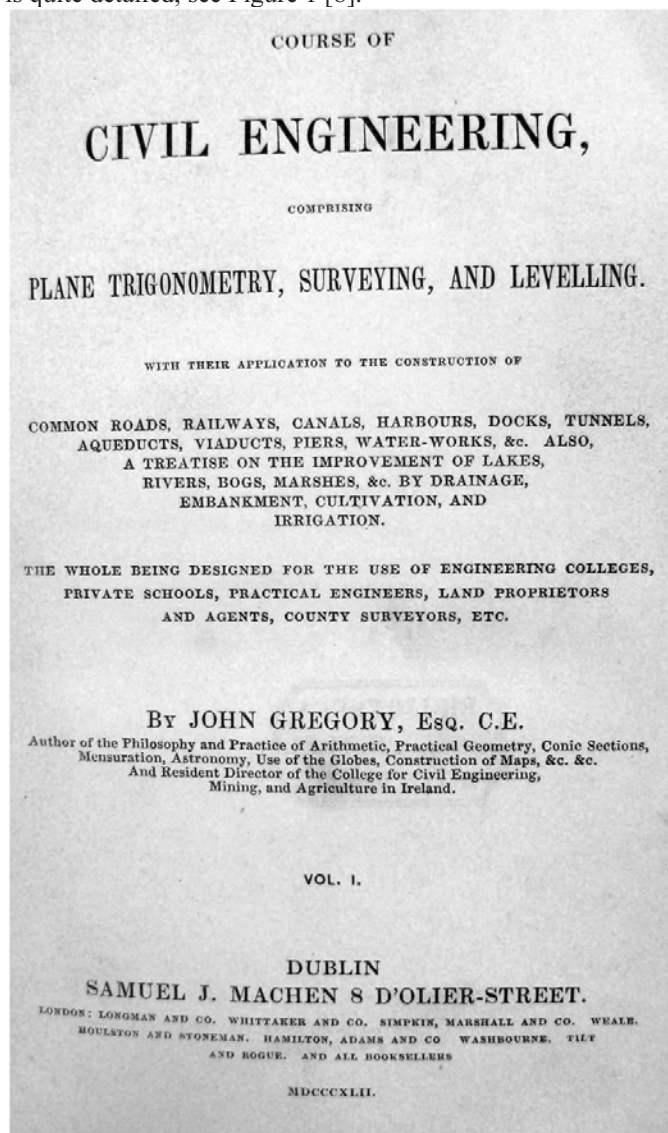 is quite detailed, see Figure 1 [6].
COURSE OF
CIVIL ENGINEERING,
COMPRISING
PLANE TRIGONOMETRY, SURVEYING, AND LEVELLING.
WITH THEIR APPLICATION TO THE CONSTRUCTION OF
COMMON ROADS, RAILWAYS, CANALS, HARBOURS, DOCKS, TUNNELS,
AQUEDUCTS, VIADUCTS, PIERS, WATER-WORKS, &c. ALSO,
A TREATISE ON THE IMPROVEMENT OF LAKES,
RIVERS, BOGS, MARSHES, &c. BY DRAINAGE,
EMBANKMENT, CULTIVATION, AND
IRRIGATION.
THE WHOLE BEING DESIGNED FOR THE USE OF ENGINEERING COLLEGES,
PRIVATE SCHOOLS, PRACTICAL ENGINEERS, LAND PROPRIETORS
AND AGENTS, COUNTY SURVEYORS, ETC.
BY JOHN GREGORY, ESQ. C.E.
Author of the Philosophy and Practice of Arithmetic, Practical Geometry, Conic Sections,
Mensuration, Astronomy, Use of the Globes, Construction of Maps, &c. &c.
And Resident Director of the College for Civil Engineering,
Mining, and Agriculture in Ireland.
VOL. I.
DUBLIN
SAMUEL J. MACHEN 8 D'OLIER-STREET.
LONDON: LONGMAN AND CO. WHITTAKER AND CO. SIMPKIN, MARSHALL AND CO. WEALE.
HOULSTON AND STONEMAN. HAMILTON, ADAMS AND CO WASHBOURNE. TILT
AND BOGUE. AND ALL BOOKSELLERS
MDCCCXLII.